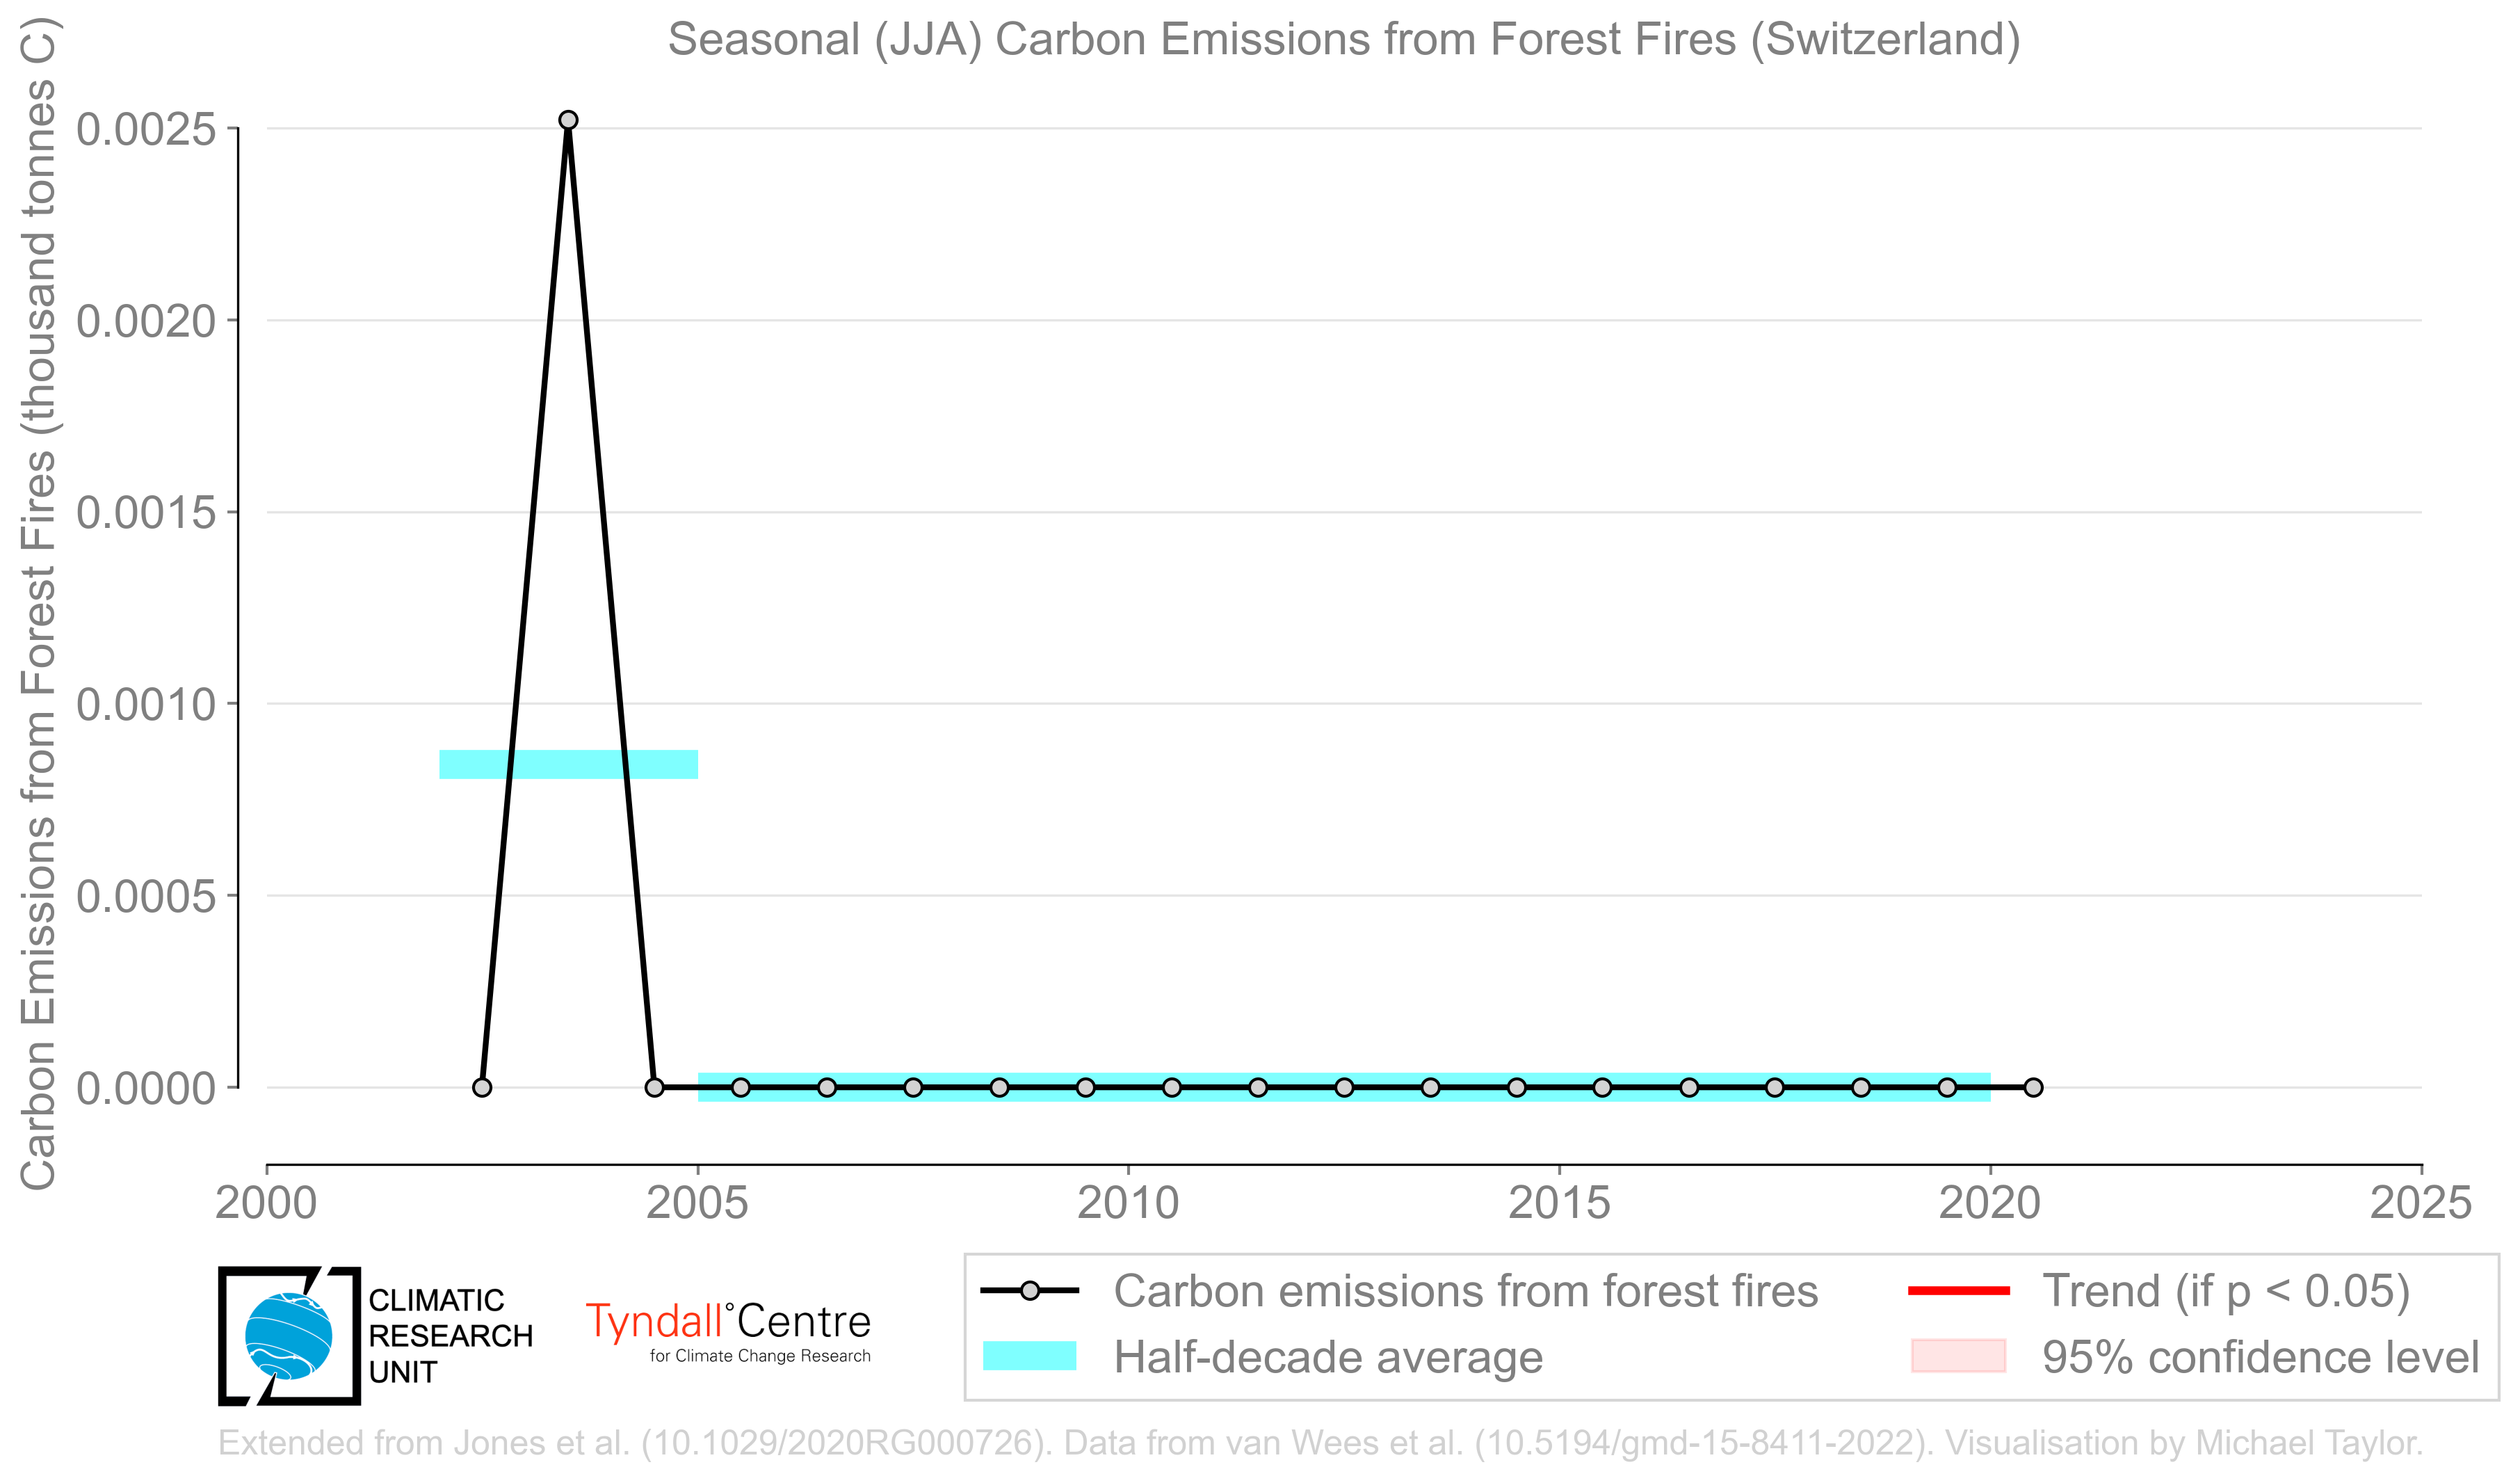 Seasonal (JJA) Carbon Emissions from Forest Fires (Switzerland)
Carbon Emissions from Forest Fires (thousand tonnes C)
0.0025
0.0020
0.0015
0.0010
0.0005
0.0000
2000 2005 2010 2015 2020 2025
CLIMATIC
RESEARCH
UNIT
Tyndall°Centre
for Climate Change Research
Carbon emissions from forest fires
Half-decade average
Trend (if p < 0.05)
95% confidence level
Extended from Jones et al. (10.1029/2020RG000726). Data from van Wees et al. (10.5194/gmd-15-8411-2022). Visualisation by Michael Taylor.